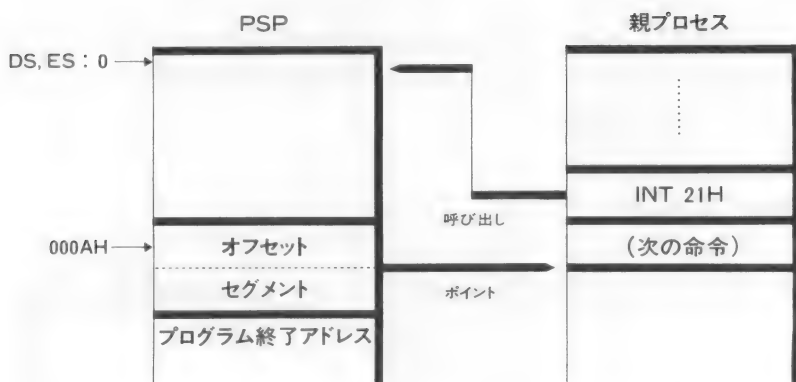 PSP
親プロセス
DS, ES : 0
INT 21H
呼び出し
000AH
オフセット
(次の命令)
セグメント
ポイント
プログラム終了アドレス